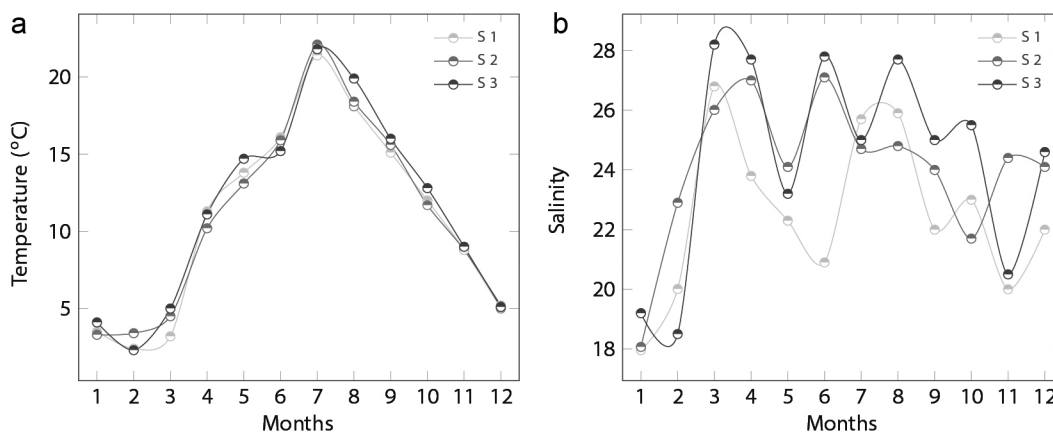 a
S 1
S 2
S 3
20
15
10
5
Temperature (°C)
1 2 3 4 5 6 7 8 9 10 11 12
Months
b
S 1
S 2
S 3
28
26
24
22
20
18
Salinity
1 2 3 4 5 6 7 8 9 10 11 12
Months